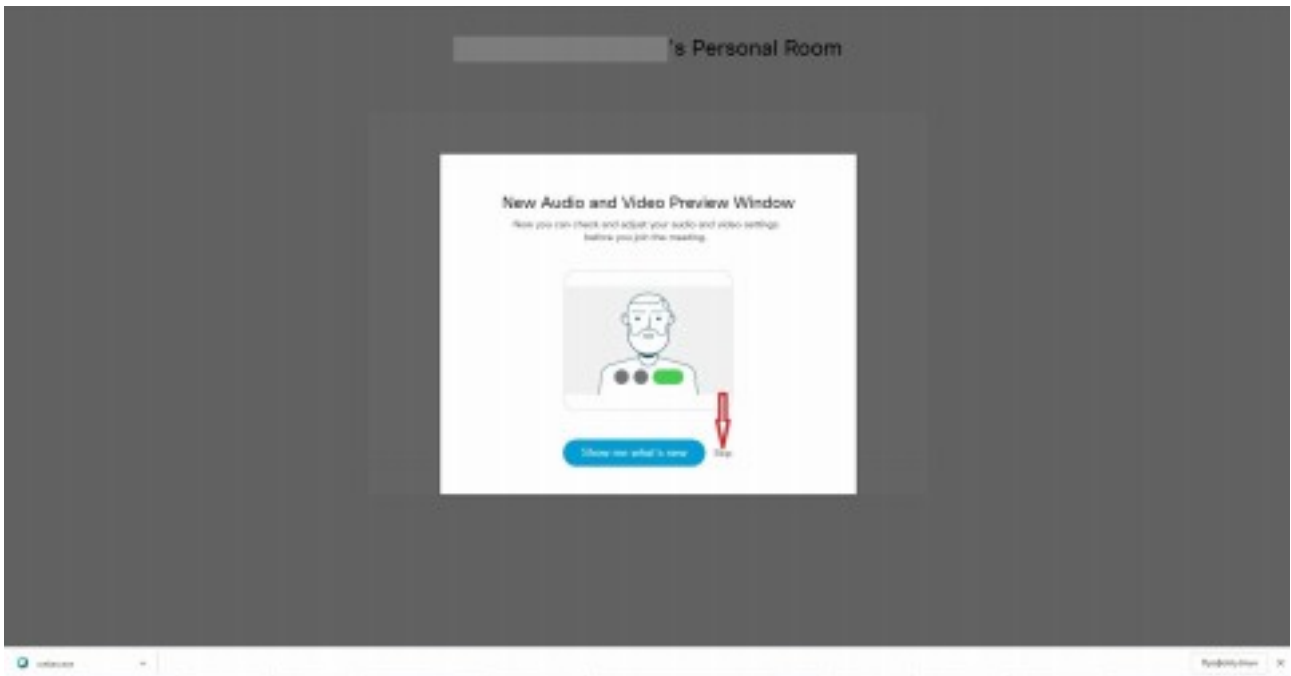 's Personal Room
New Audio and Video Preview Window
Now you can check and adjust your audio and video settings
before you join the meeting.
Show me what's new
Skip